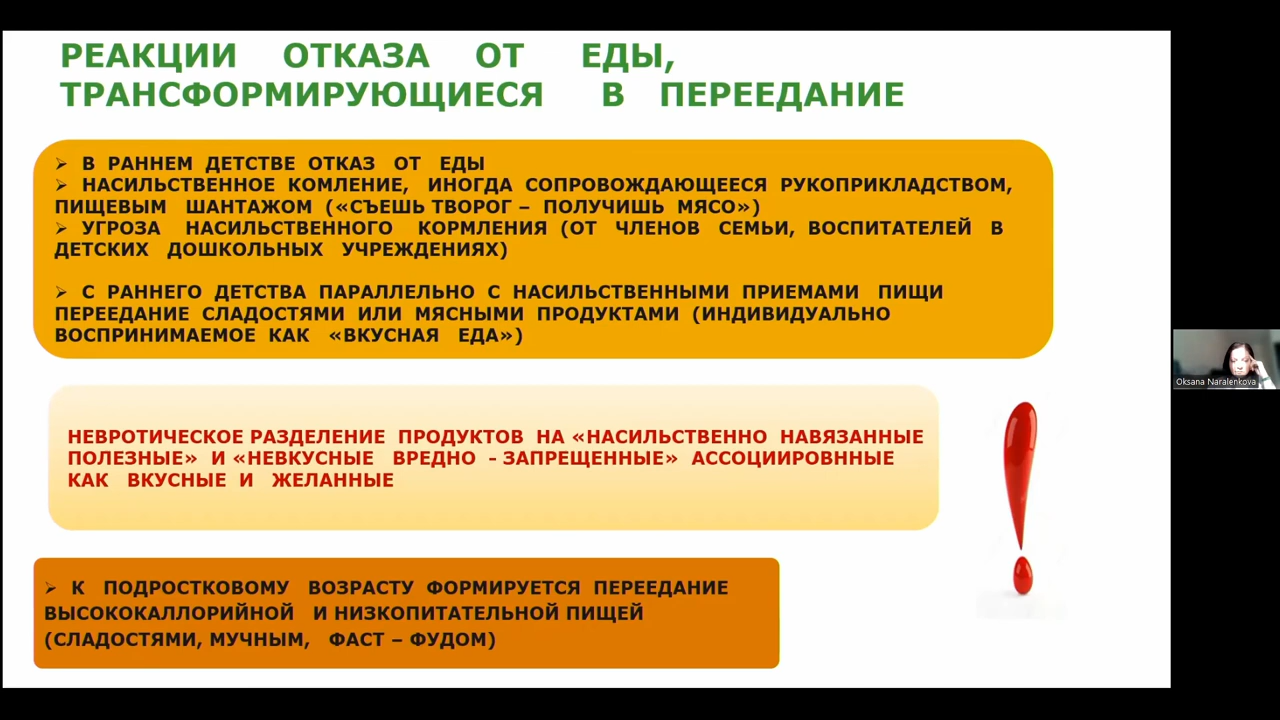 РЕАКЦИИ ОТКАЗА ОТ ЕДЫ,
ТРАНСФОРМИРУЮЩИЕСЯ В ПЕРЕЕДАНИЕ
➢ В РАННЕМ ДЕТСТВЕ ОТКАЗ ОТ ЕДЫ
➢ НАСИЛЬСТВЕННОЕ КОМЛЕНИЕ, ИНОГДА СОПРОВОЖДАЮЩЕЕСЯ РУКОПРИКЛАДСТВОМ,
ПИЩЕВЫМ ШАНТАЖОМ («СЪЕШЬ ТВОРОГ – ПОЛУЧИШЬ МЯСО»)
➢ УГРОЗА НАСИЛЬСТВЕННОГО КОРМЛЕНИЯ (ОТ ЧЛЕНОВ СЕМЬИ, ВОСПИТАТЕЛЕЙ В
ДЕТСКИХ ДОШКОЛЬНЫХ УЧРЕЖДЕНИЯХ)
➢ С РАННЕГО ДЕТСТВА ПАРАЛЛЕЛЬНО С НАСИЛЬСТВЕННЫМИ ПРИЕМАМИ ПИЩИ
ПЕРЕЕДАНИЕ СЛАДОСТЯМИ ИЛИ МЯСНЫМИ ПРОДУКТАМИ (ИНДИВИДУАЛЬНО
ВОСПРИНИМАЕМОЕ КАК «ВКУСНАЯ ЕДА»)
НЕВРОТИЧЕСКОЕ РАЗДЕЛЕНИЕ ПРОДУКТОВ НА «НАСИЛЬСТВЕННО НАВЯЗАННЫЕ
ПОЛЕЗНЫЕ» И «НЕВКУСНЫЕ ВРЕДНО - ЗАПРЕЩЕННЫЕ» АССОЦИИРОВННЫЕ
КАК ВКУСНЫЕ И ЖЕЛАННЫЕ
➢ К ПОДРОСТКОВОМУ ВОЗРАСТУ ФОРМИРУЕТСЯ ПЕРЕЕДАНИЕ
ВЫСОКОКАЛЛОРИЙНОЙ И НИЗКОПИТАТЕЛЬНОЙ ПИЩЕЙ
(СЛАДОСТЯМИ, МУЧНЫМ, ФАСТ – ФУДОМ)
Oksana Naralenkova